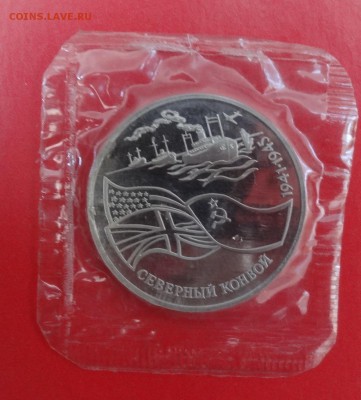 COINS.LAVE.RU
1941-1945
СЕВЕРНЫЙ КОНВОЙ